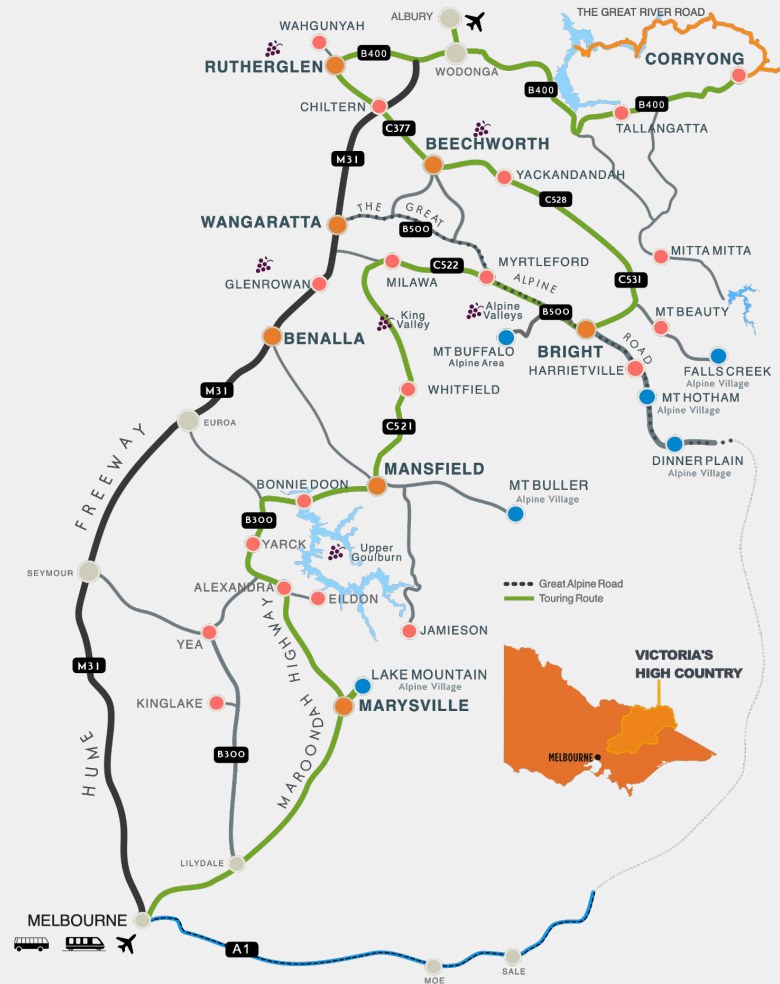 THE GREAT RIVER ROAD
ALBURY
WAHGUNYAH
B400
CORRYONG
RUTHERGLEN
WODONGA
B400
B400
CHILTERN
TALLANGATTA
C377
BEECHWORTH
M31
YACKANDANDAH
C528
THE GREAT
WANGARATTA
B500
MITTA MITTA
MYRTLEFORD
C522
C531
GLENROWAN
MILAWA
ALPINE
Alpine
Valleys
B500
MT BEAUTY
King
Valley
BENALLA
ROAD
MT BUFFALO
Alpine Area
BRIGHT
HARRIETVILLE
FALLS CREEK
Alpine Village
M31
WHITFIELD
MT HOTHAM
Alpine Village
EUROA
C521
FREEWAY
DINNER PLAIN
Alpine Village
MANSFIELD
BONNIE DOON
MT BULLER
Alpine Village
B300
YARCK
Upper
Goulburn
SEYMOUR
ALEXANDRA
EILDON
Great Alpine Road
Touring Route
YEA
JAMIESON
M31
MAROONDAH HIGHWAY
LAKE MOUNTAIN
Alpine Village
VICTORIA'S
HIGH COUNTRY
KINGLAKE
MARYSVILLE
HUME
B300
MELBOURNE
LILYDALE
MELBOURNE
A1
MOE
SALE